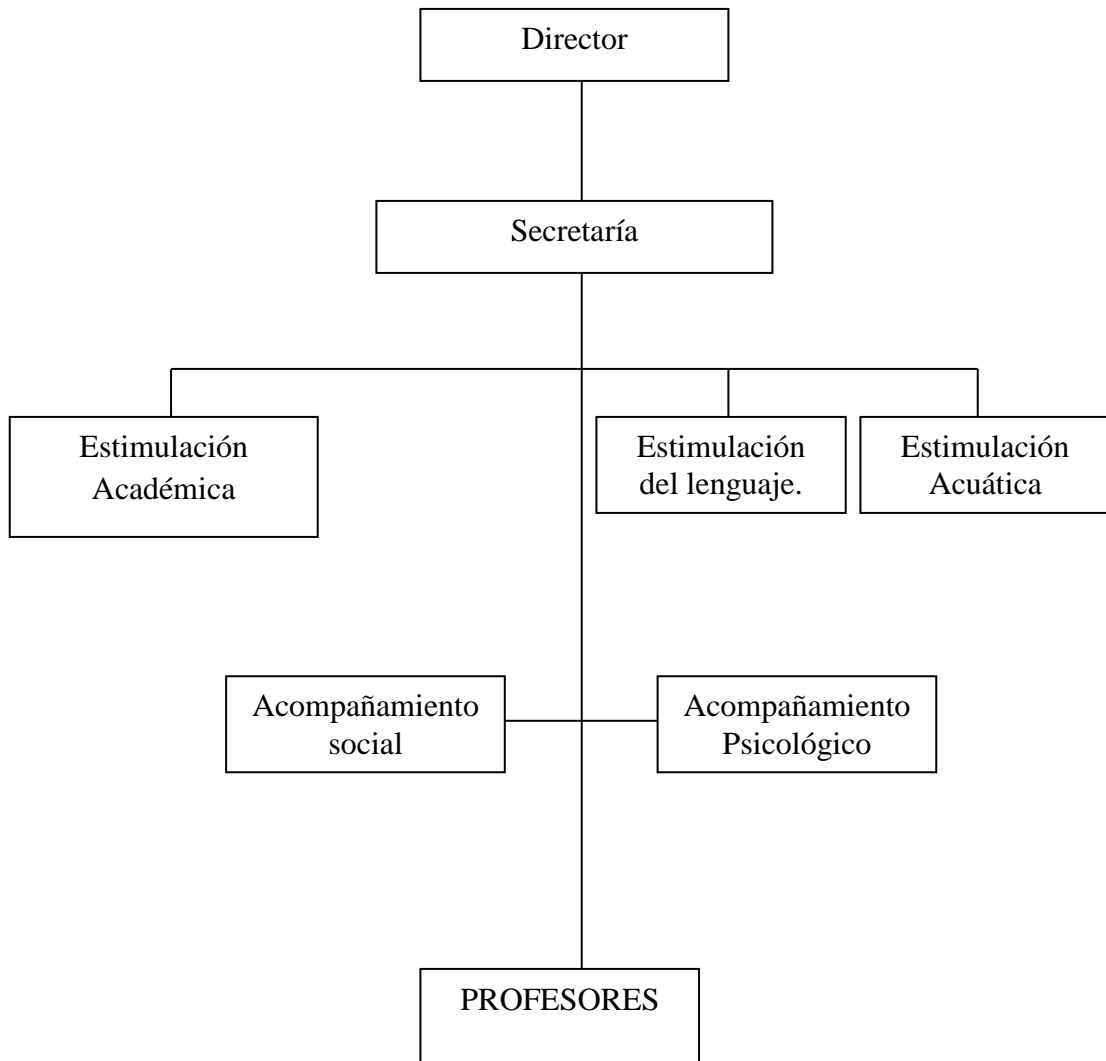 Director
Secretaría
Estimulación
Académica
Estimulación
del lenguaje.
Estimulación
Acuática
Acompañamiento
social
Acompañamiento
Psicológico
PROFESORES